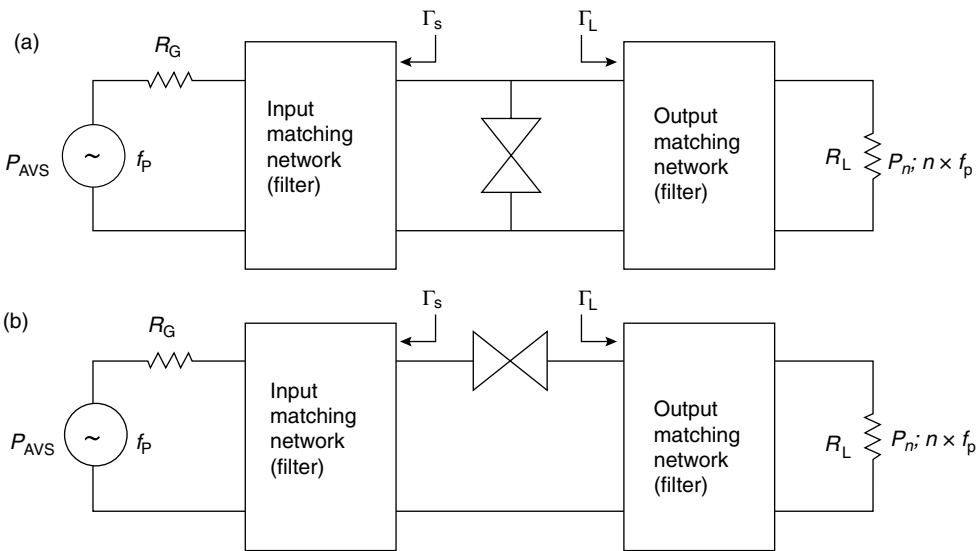 (a)
R_G
Γ_s
Γ_L
P_AVS
~
f_P
Input
matching
network
(filter)
Output
matching
network
(filter)
R_L
P_n; n × f_p
(b)
R_G
Γ_s
Γ_L
P_AVS
~
f_P
Input
matching
network
(filter)
Output
matching
network
(filter)
R_L
P_n; n × f_p